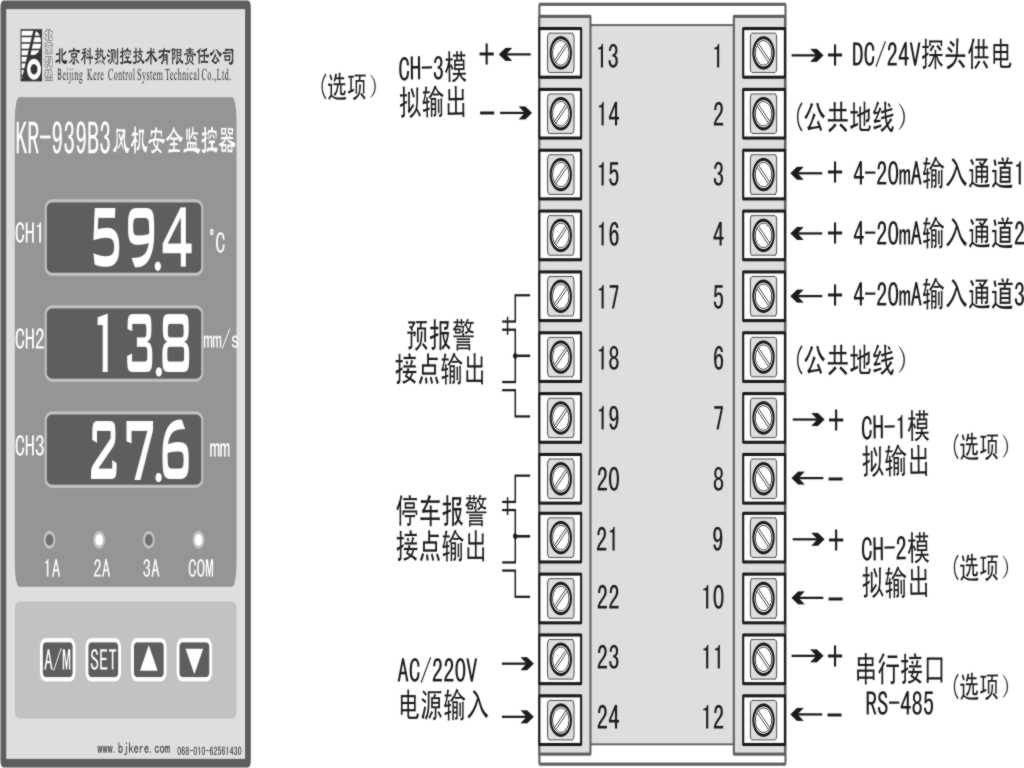 北京科热测控技术有限责任公司
Beijing Kere Control System Technical Co.,Ltd.
KR-939B3风机安全监控器
CH1 59.4 °C
CH2 13.8 mm/s
CH3 27.6 mm
1A 2A 3A COM
A/M SET
www.bjkere.com 068-010-62561430
(选项) CH-3模拟输出 + −
预报警
接点输出
停车报警
接点输出
AC/220V
电源输入
13
14
15
16
17
18
19
20
21
22
23
24
1 + DC/24V探头供电
2 (公共地线)
3 + 4-20mA输入通道1
4 + 4-20mA输入通道2
5 + 4-20mA输入通道3
6 (公共地线)
7 +
8 −
CH-1模
拟输出 (选项)
9 +
10 −
CH-2模
拟输出 (选项)
11 +
12 −
串行接口
RS-485 (选项)